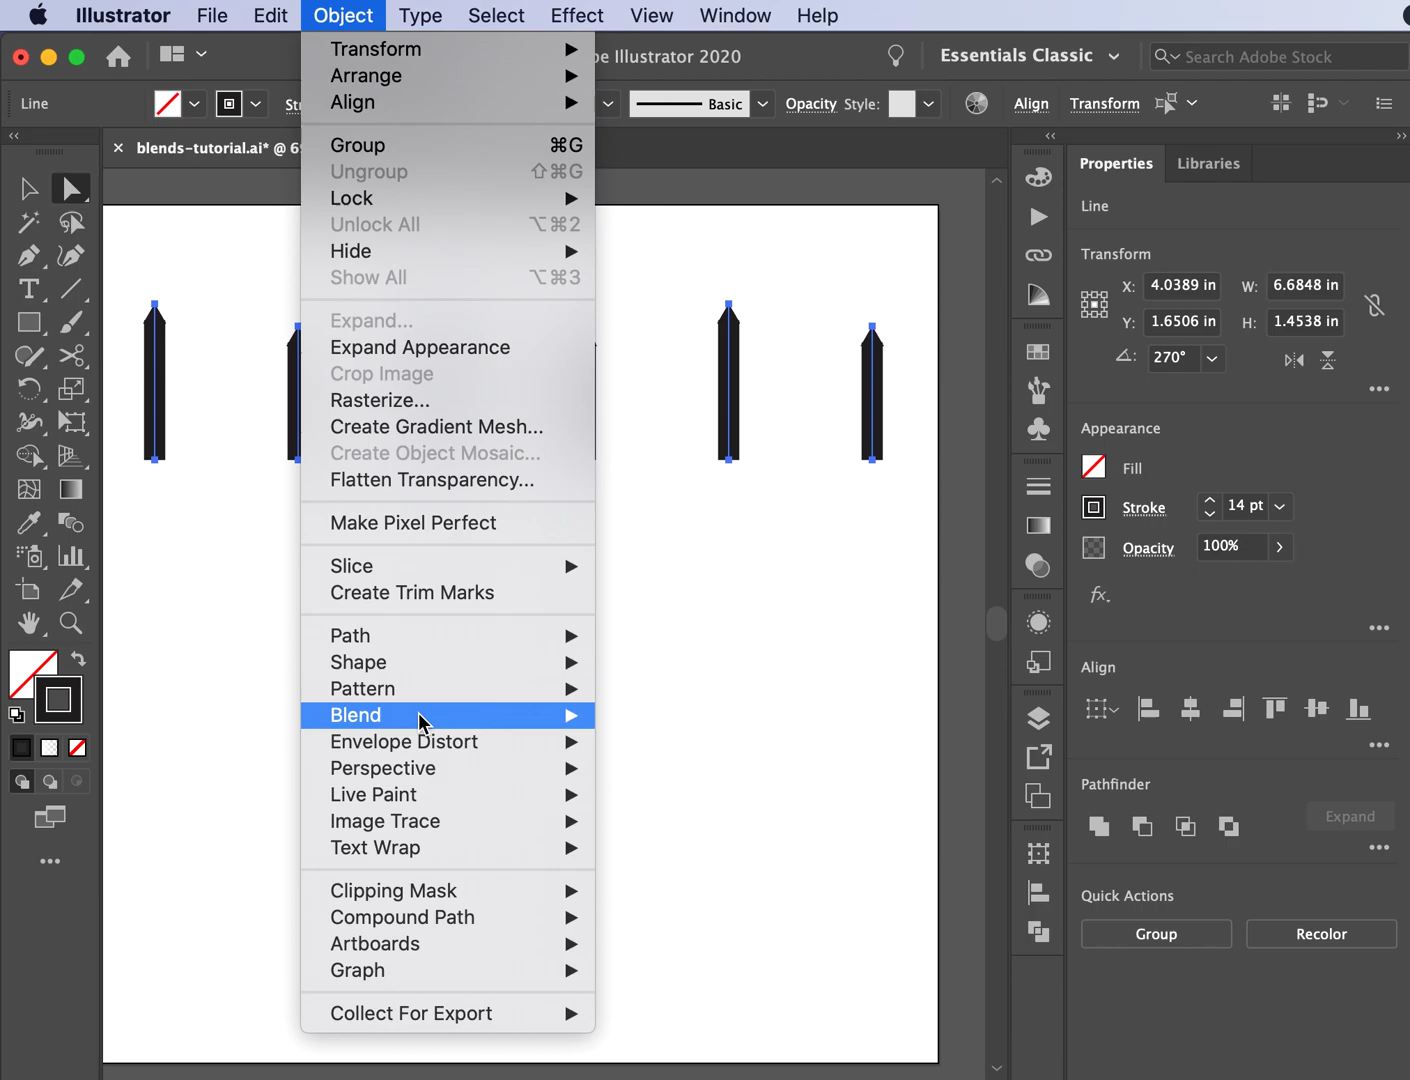 Illustrator File Edit Object Type Select Effect View Window Help
be Illustrator 2020
Essentials Classic
Search Adobe Stock
Line
Basic
Opacity Style:
Align
Transform
blends-tutorial.ai* @
Transform
Arrange
Align
Group ⌘G
Ungroup ⇧⌘G
Lock
Unlock All ⌥⌘2
Hide
Show All ⌥⌘3
Expand...
Expand Appearance
Crop Image
Rasterize...
Create Gradient Mesh...
Create Object Mosaic...
Flatten Transparency...
Make Pixel Perfect
Slice
Create Trim Marks
Path
Shape
Pattern
Blend
Envelope Distort
Perspective
Live Paint
Image Trace
Text Wrap
Clipping Mask
Compound Path
Artboards
Graph
Collect For Export
Properties Libraries
Line
Transform
X: 4.0389 in W: 6.6848 in
Y: 1.6506 in H: 1.4538 in
270°
Appearance
Fill
Stroke 14 pt
Opacity 100%
fx.
Align
Pathfinder
Expand
Quick Actions
Group Recolor